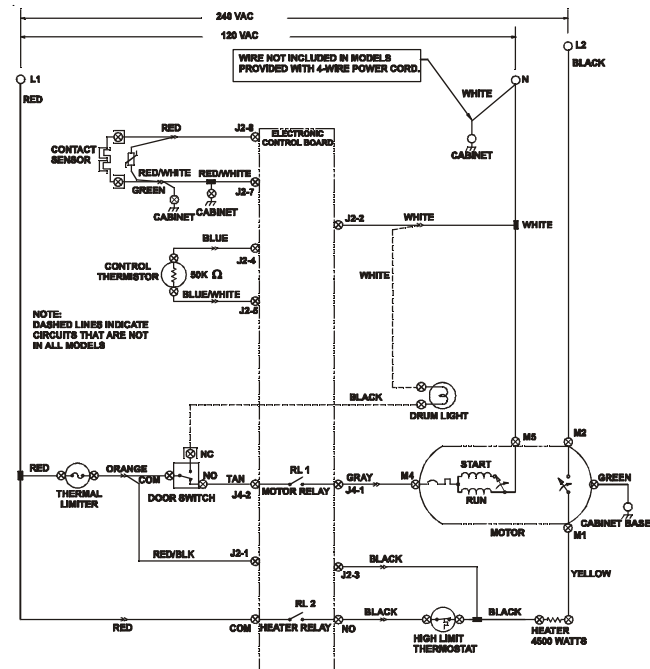 240 VAC
120 VAC
WIRE NOT INCLUDED IN MODELS
PROVIDED WITH 4-WIRE POWER CORD.
L1
RED
N
L2
BLACK
WHITE
CABINET
CONTACT
SENSOR
RED
J2-6
ELECTRONIC
CONTROL BOARD
RED/WHITE
RED/WHITE
GREEN
J2-7
CABINET
CABINET
J2-2
WHITE
WHITE
BLUE
J2-4
CONTROL
THERMISTOR
50K Ω
BLUE/WHITE
J2-5
WHITE
NOTE:
DASHED LINES INDICATE
CIRCUITS THAT ARE NOT
IN ALL MODELS
BLACK
DRUM LIGHT
NC
M5
M2
RED
ORANGE
COM
NO
TAN
RL 1
GRAY
M4
START
RUN
GREEN
THERMAL
LIMITER
DOOR SWITCH
J4-2
MOTOR RELAY
J4-1
MOTOR
CABINET BASE
M1
RED/BLK
J2-1
J2-3
BLACK
YELLOW
RED
COM
RL 2
HEATER RELAY
NO
BLACK
HIGH LIMIT
THERMOSTAT
BLACK
HEATER
4500 WATTS